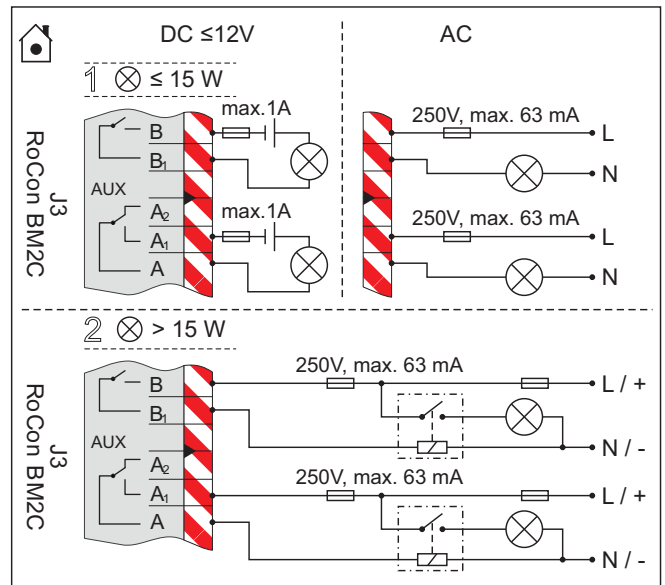 DC ≤12V
AC
1 ≤ 15 W
J3
RoCon BM2C
B
B1
AUX
A2
A1
A
max.1A
max.1A
250V, max. 63 mA
L
N
250V, max. 63 mA
L
N
2 > 15 W
J3
RoCon BM2C
B
B1
AUX
A2
A1
A
250V, max. 63 mA
L / +
N / -
250V, max. 63 mA
L / +
N / -